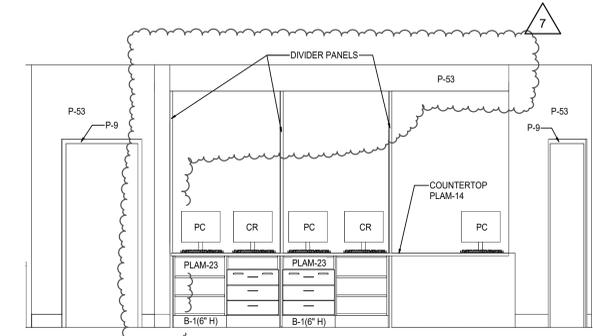 7
DIVIDER PANELS
P-53
P-53
P-53
P-9
P-9
COUNTERTOP
PLAM-14
PC
CR
PC
CR
PC
PLAM-23
PLAM-23
B-1(6" H)
B-1(6" H)